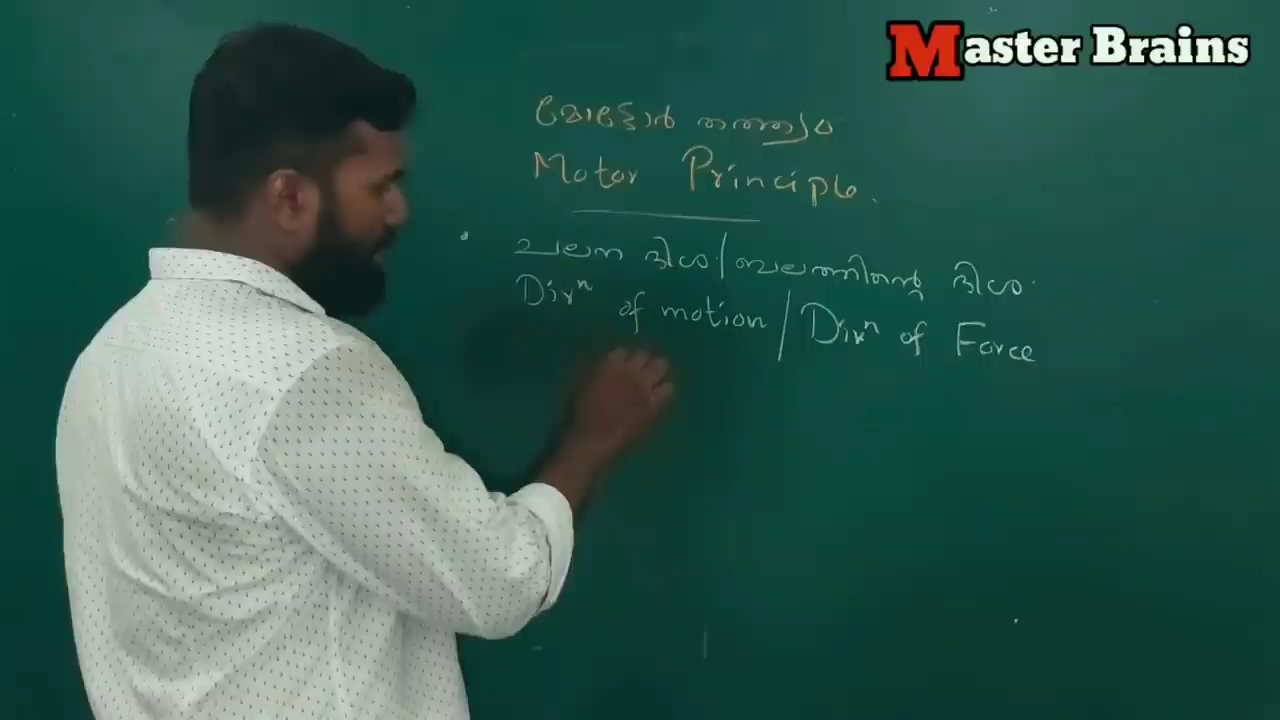 Master Brains
മോട്ടോർ തത്ത്വം
Motor Principle.
• ചലന ദിശ/ബലത്തിന്റെ ദിശ.
Dirⁿ of motion / Dirⁿ of Force